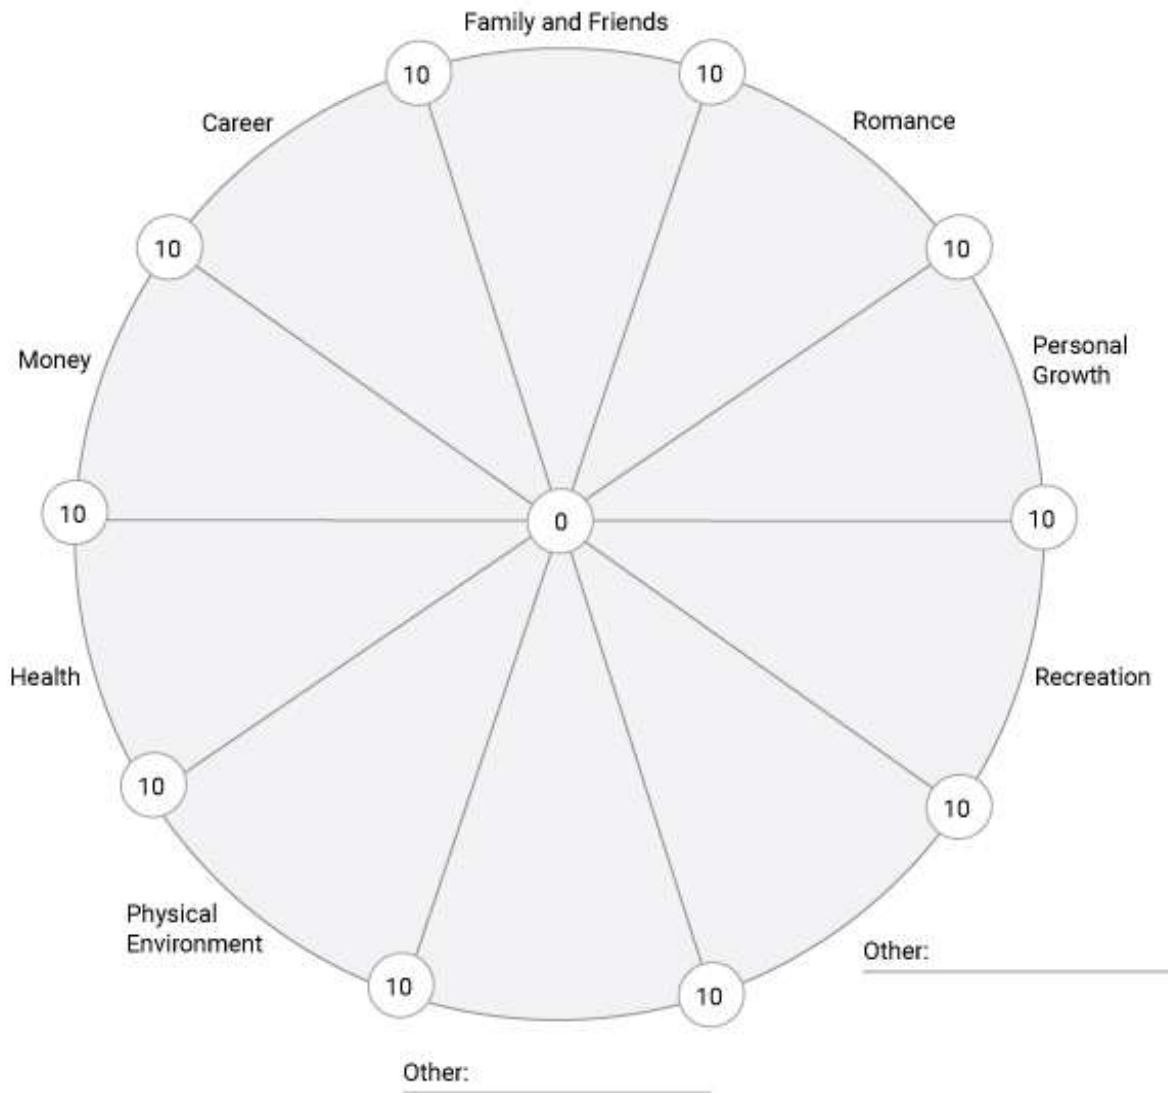 Family and Friends
10
10
Career
Romance
10
10
Money
Personal
Growth
10
0
10
Health
Recreation
10
10
Physical
Environment
Other:
10
10
Other: